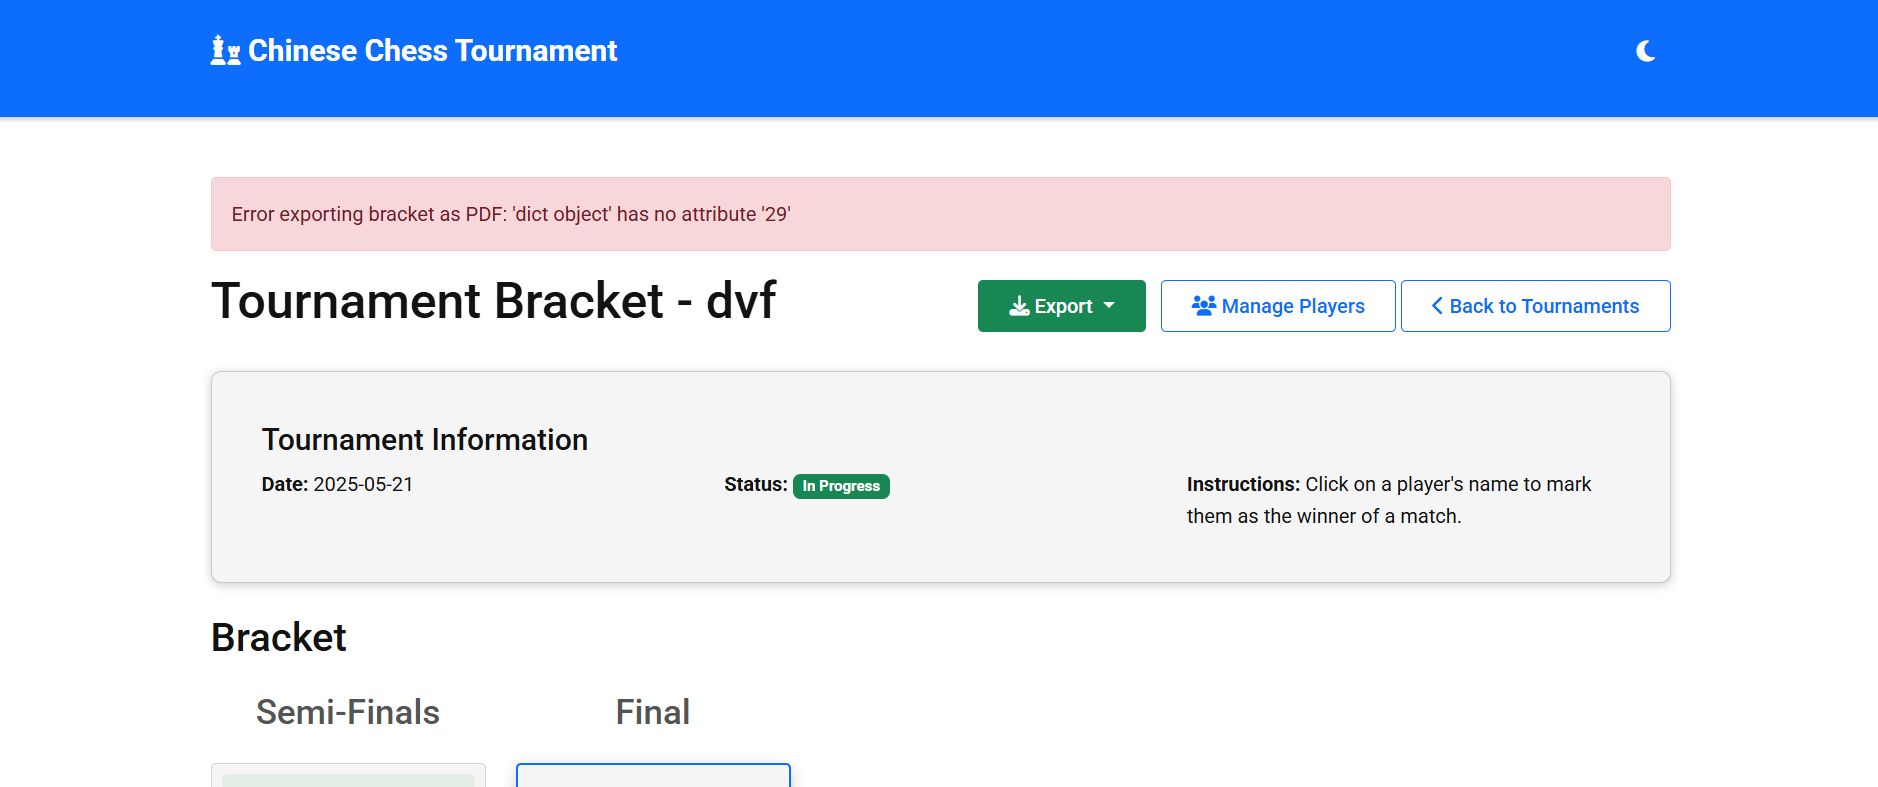 Chinese Chess Tournament
Error exporting bracket as PDF: 'dict object' has no attribute '29'
Tournament Bracket - dvf
Export
Manage Players
Back to Tournaments
Tournament Information
Date: 2025-05-21
Status: In Progress
Instructions: Click on a player's name to mark
them as the winner of a match.
Bracket
Semi-Finals
Final